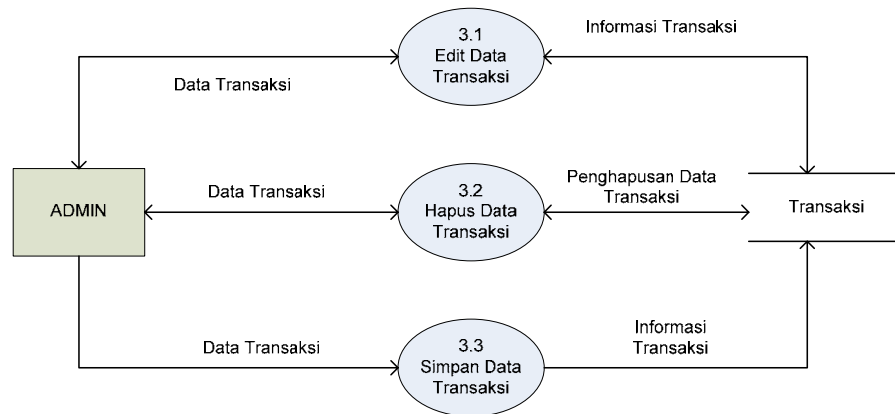 3.1
Edit Data
Transaksi
Informasi Transaksi
Data Transaksi
ADMIN
Data Transaksi
3.2
Hapus Data
Transaksi
Penghapusan Data
Transaksi
Transaksi
Data Transaksi
3.3
Simpan Data
Transaksi
Informasi
Transaksi